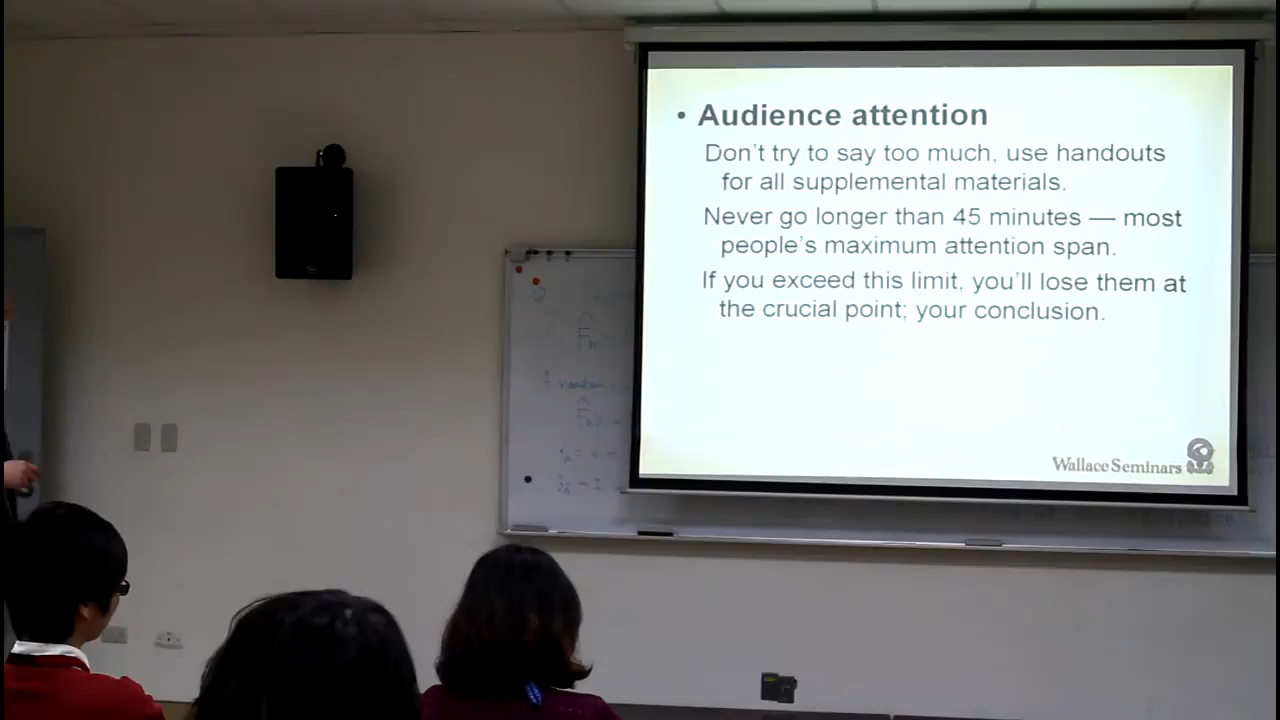 • Audience attention
Don't try to say too much, use handouts
for all supplemental materials.
Never go longer than 45 minutes — most
people's maximum attention span.
If you exceed this limit, you'll lose them at
the crucial point; your conclusion.
Wallace Seminars
random